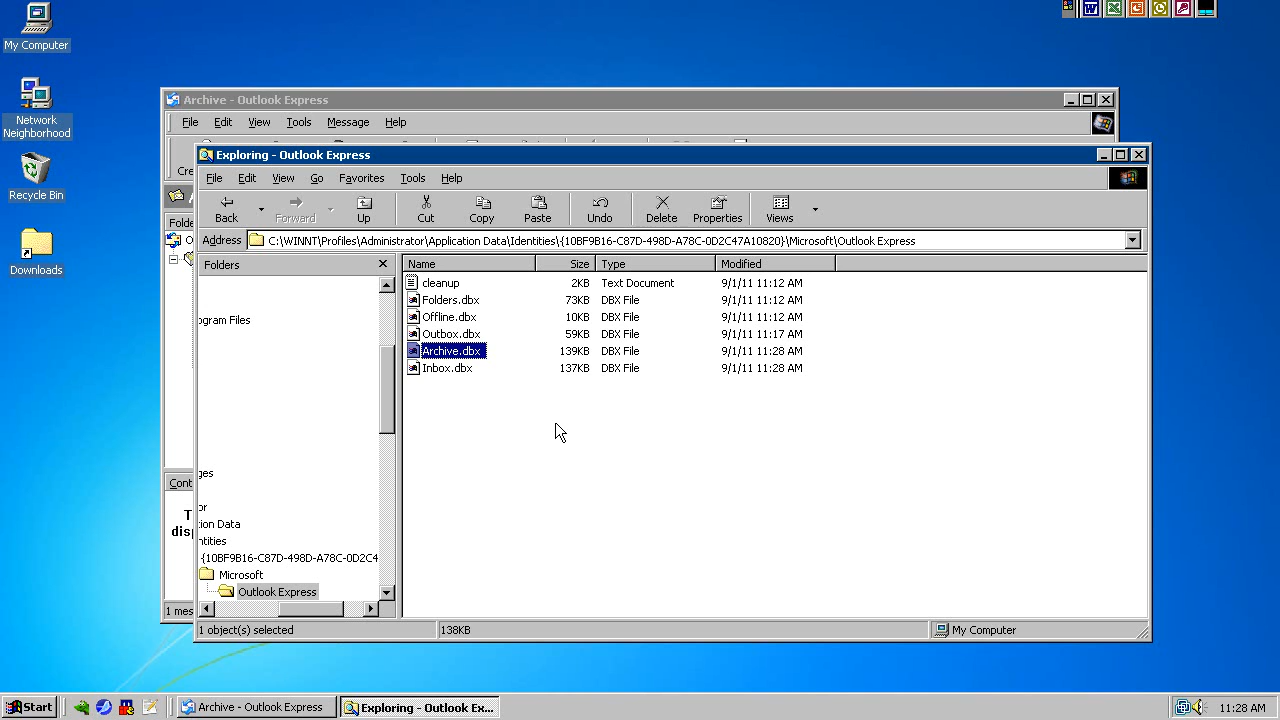 My Computer
Network
Neighborhood
Recycle Bin
Downloads
Archive - Outlook Express
File Edit View Tools Message Help
Cre
Folde
Cont
T
disp
1 mes
Exploring - Outlook Express
File Edit View Go Favorites Tools Help
Back Forward Up Cut Copy Paste Undo Delete Properties Views
Address C:\WINNT\Profiles\Administrator\Application Data\Identities\{10BF9B16-C87D-498D-A78C-0D2C47A10820}\Microsoft\Outlook Express
Folders
ogram Files
ges
or
tion Data
ntities
{10BF9B16-C87D-498D-A78C-0D2C4
Microsoft
Outlook Express
Name Size Type Modified
cleanup 2KB Text Document 9/1/11 11:12 AM
Folders.dbx 73KB DBX File 9/1/11 11:12 AM
Offline.dbx 10KB DBX File 9/1/11 11:12 AM
Outbox.dbx 59KB DBX File 9/1/11 11:17 AM
Archive.dbx 139KB DBX File 9/1/11 11:28 AM
Inbox.dbx 137KB DBX File 9/1/11 11:28 AM
1 object(s) selected 138KB My Computer
Start Archive - Outlook Express Exploring - Outlook Ex... 11:28 AM